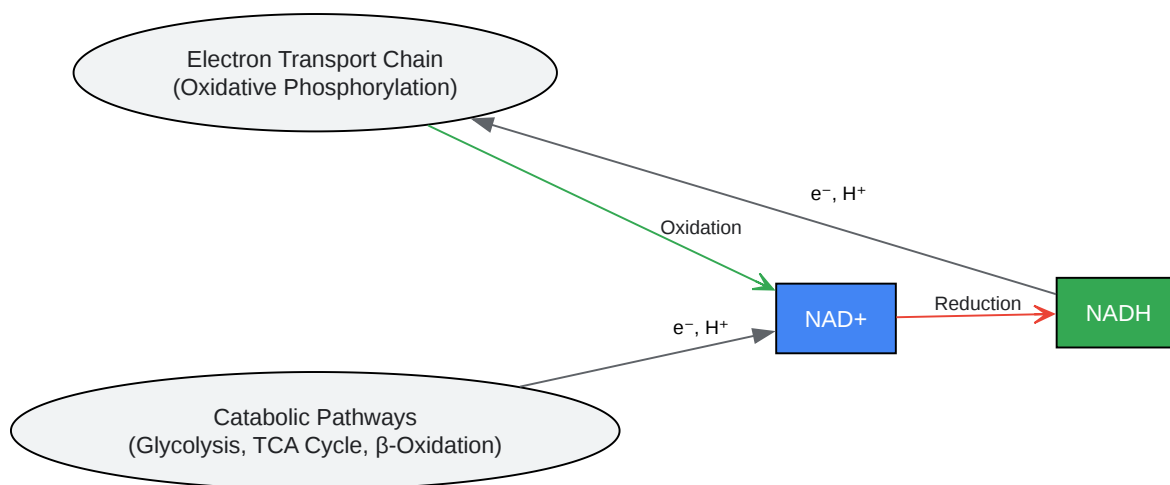 Electron Transport Chain
(Oxidative Phosphorylation)
e⁻, H⁺
Oxidation
Reduction
NADH
NAD+
e⁻, H⁺
Catabolic Pathways
(Glycolysis, TCA Cycle, β-Oxidation)